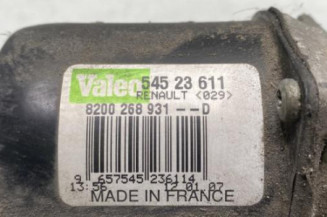 Valeo 545 23 611
RENAULT <029>
8200 268 931 --D
9 657545 236114
13:56 12.01.07
MADE IN FRANCE